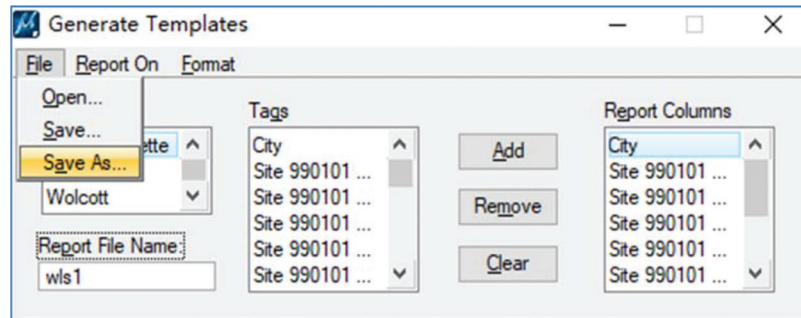 Generate Templates
File Report On Format
Open...
Save...
Save As...
ette
Wolcott
Report File Name:
wls1
Tags
City
Site 990101 ...
Site 990101 ...
Site 990101 ...
Site 990101 ...
Site 990101 ...
Add
Remove
Clear
Report Columns
City
Site 990101 ...
Site 990101 ...
Site 990101 ...
Site 990101 ...
Site 990101 ...